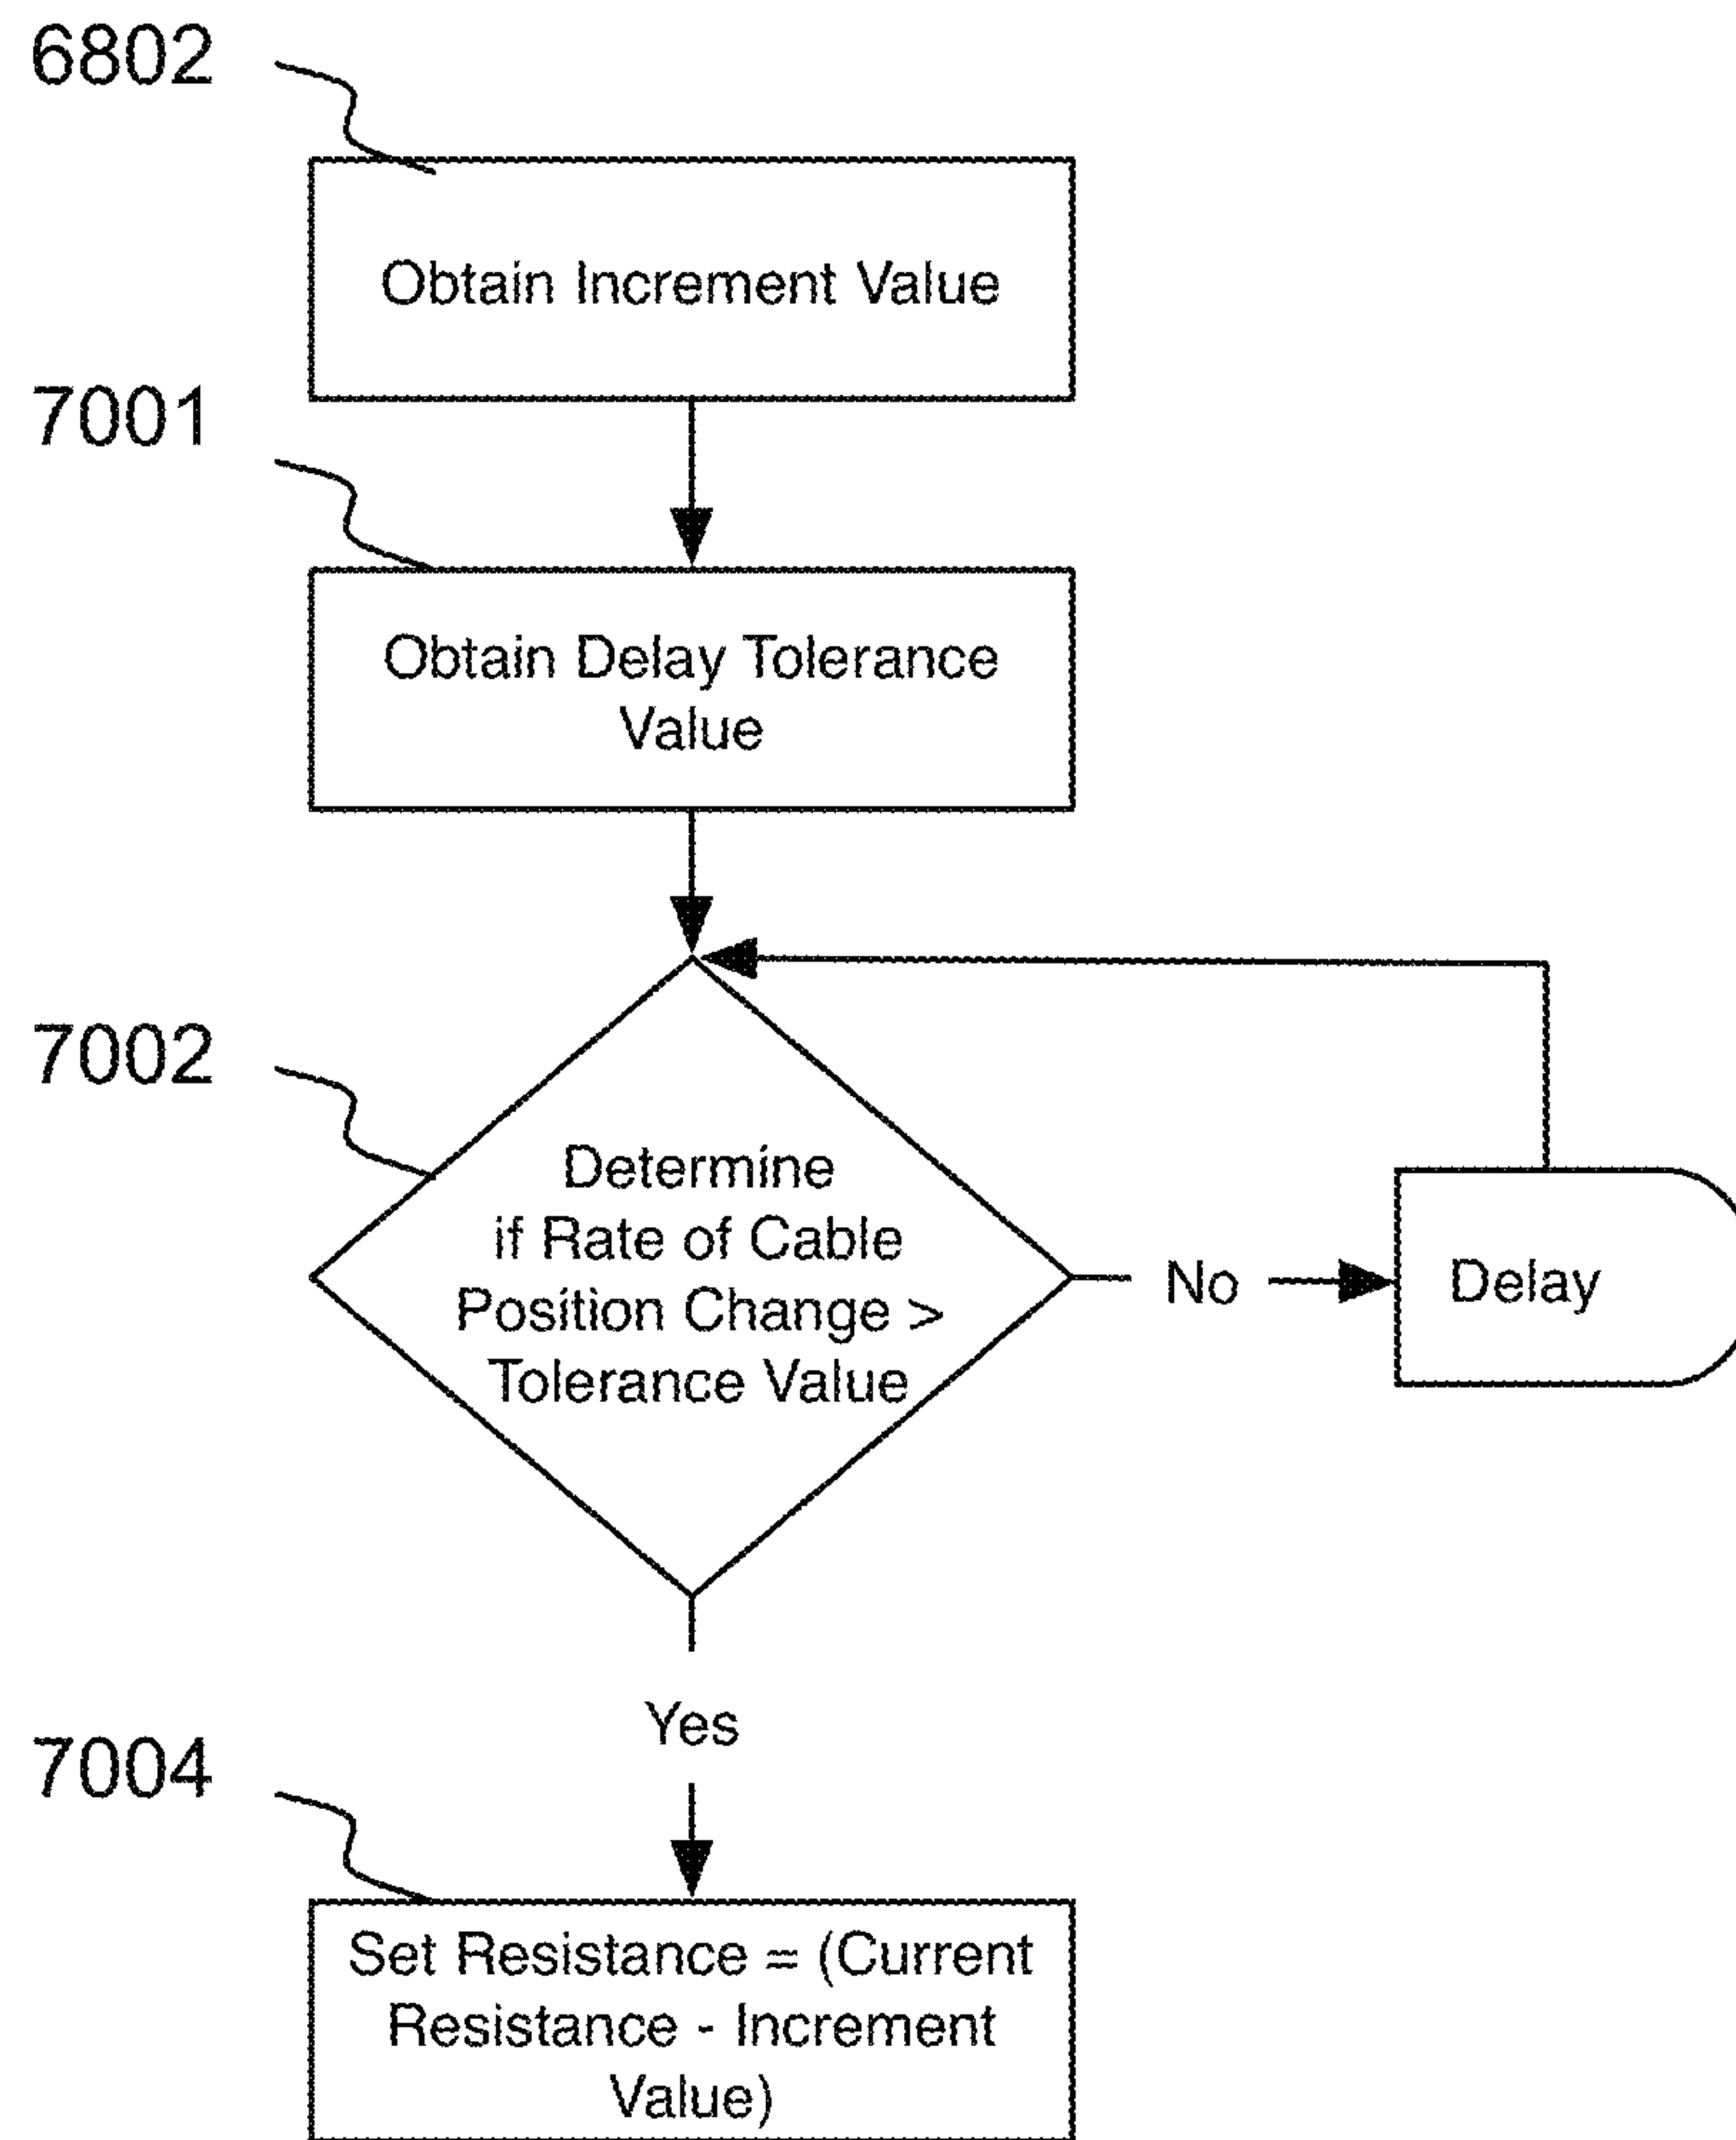 6802
Obtain Increment Value
7001
Obtain Delay Tolerance
Value
7002
Determine
if Rate of Cable
Position Change >
Tolerance Value
No
Delay
Yes
7004
Set Resistance = (Current
Resistance - Increment
Value)